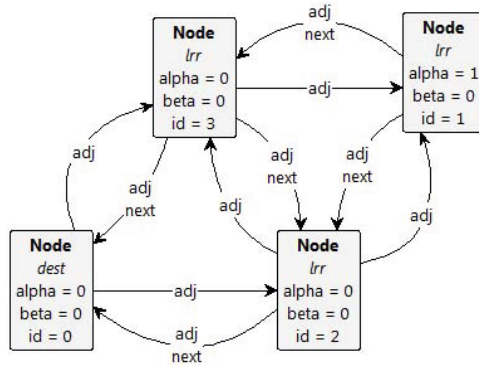 adj
next
Node
lrr
alpha = 0
beta = 0
id = 3
Node
lrr
alpha = 1
beta = 0
id = 1
adj
adj
adj
next
adj
next
adj
next
adj
adj
Node
dest
alpha = 0
beta = 0
id = 0
Node
lrr
alpha = 0
beta = 0
id = 2
adj
adj
next